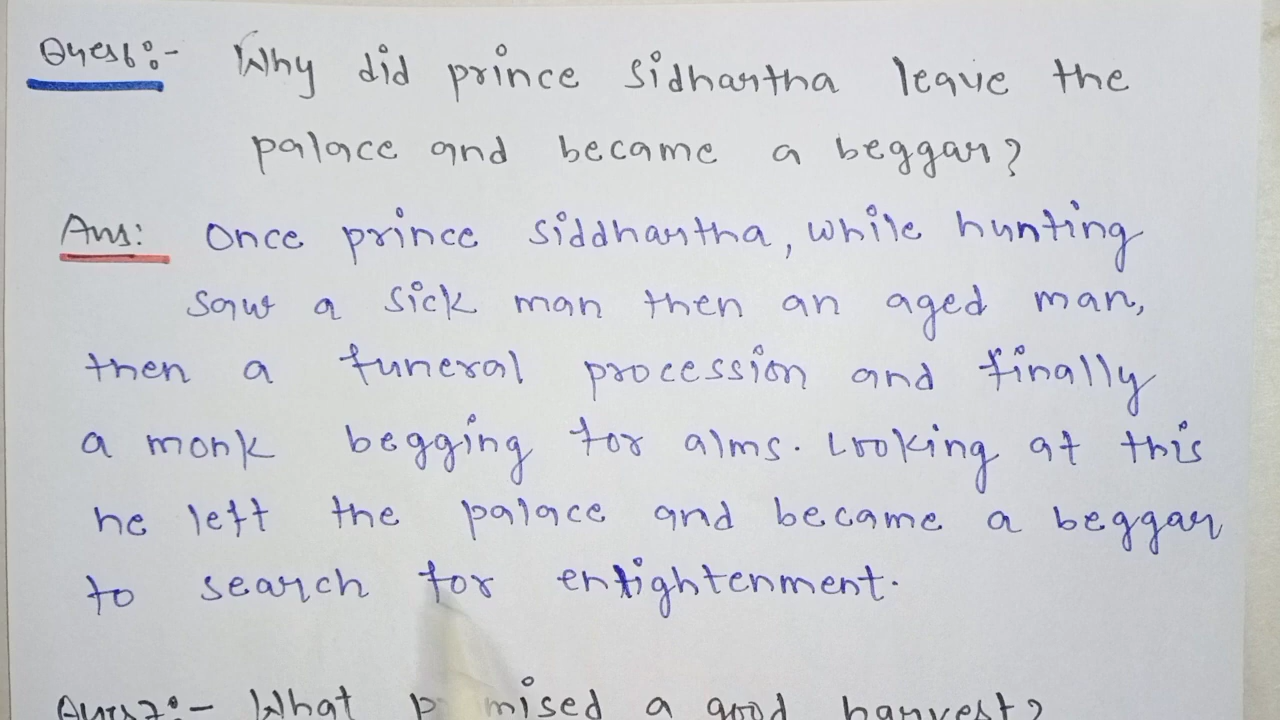 Ques6:- Why did prince Sidhartha leave the
palace and became a beggar?
Ans: Once prince Siddhartha, while hunting
saw a sick man then an aged man,
then a funeral procession and finally
a monk begging for alms. Looking at this
he left the palace and became a beggar
to search for enlightenment.
Ques7:- What p mised a good harvest?